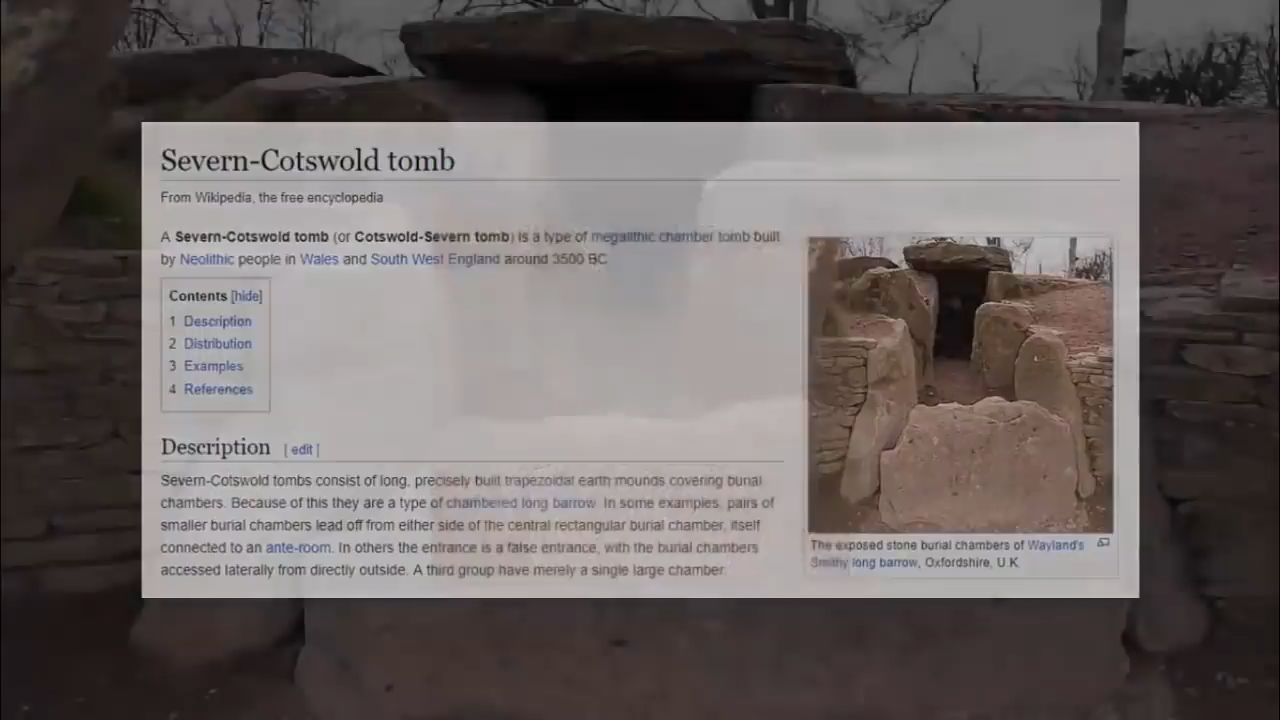 Severn-Cotswold tomb
From Wikipedia, the free encyclopedia
A Severn-Cotswold tomb (or Cotswold-Severn tomb) is a type of megalithic chamber tomb built
by Neolithic people in Wales and South West England around 3500 BC
Contents [hide]
1 Description
2 Distribution
3 Examples
4 References
Description [ edit ]
Severn-Cotswold tombs consist of long, precisely built trapezoidal earth mounds covering burial
chambers. Because of this they are a type of chambered long barrow. In some examples, pairs of
smaller burial chambers lead off from either side of the central rectangular burial chamber, itself
connected to an ante-room. In others the entrance is a false entrance, with the burial chambers
accessed laterally from directly outside. A third group have merely a single large chamber.
The exposed stone burial chambers of Wayland's
Smithy long barrow, Oxfordshire, U.K